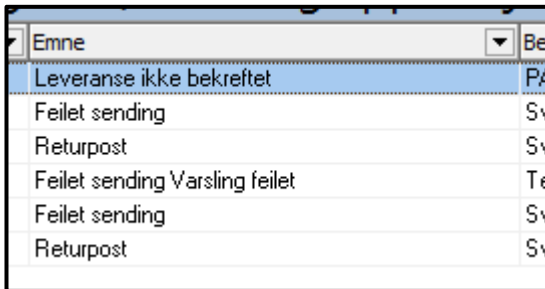 Emne
Leveranse ikke bekreftet
Feilet sending
Returpost
Feilet sending Varsling feilet
Feilet sending
Returpost